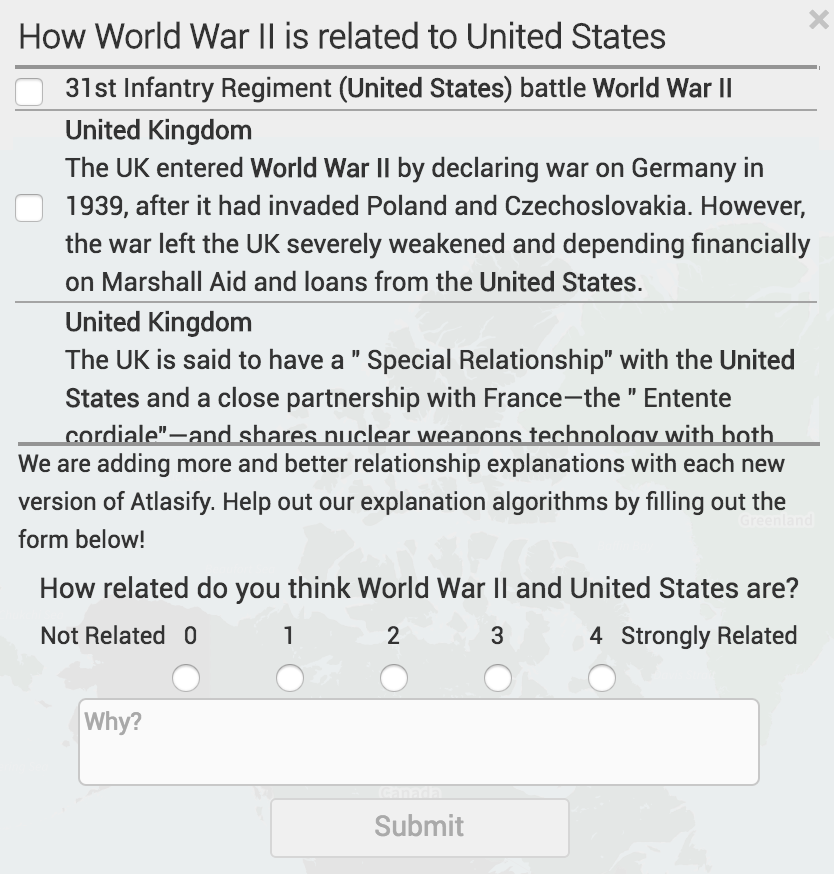 How World War II is related to United States
×
31st Infantry Regiment (United States) battle World War II
United Kingdom
The UK entered World War II by declaring war on Germany in
1939, after it had invaded Poland and Czechoslovakia. However,
the war left the UK severely weakened and depending financially
on Marshall Aid and loans from the United States.
United Kingdom
The UK is said to have a " Special Relationship" with the United
States and a close partnership with France—the " Entente
cordiale"—and shares nuclear weapons technology with both
We are adding more and better relationship explanations with each new
version of Atlasify. Help out our explanation algorithms by filling out the
form below!
Greenland
How related do you think World War II and United States are?
Not Related 0 1 2 3 4 Strongly Related
Why?
Canada
Submit